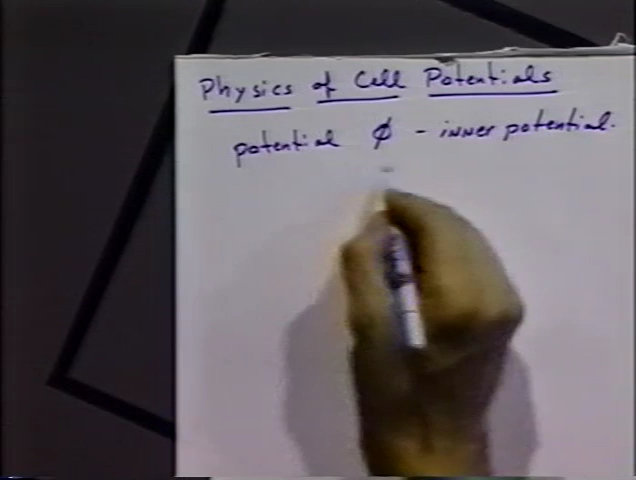 Physics of Cell Potentials
potential ϕ - inner potential.